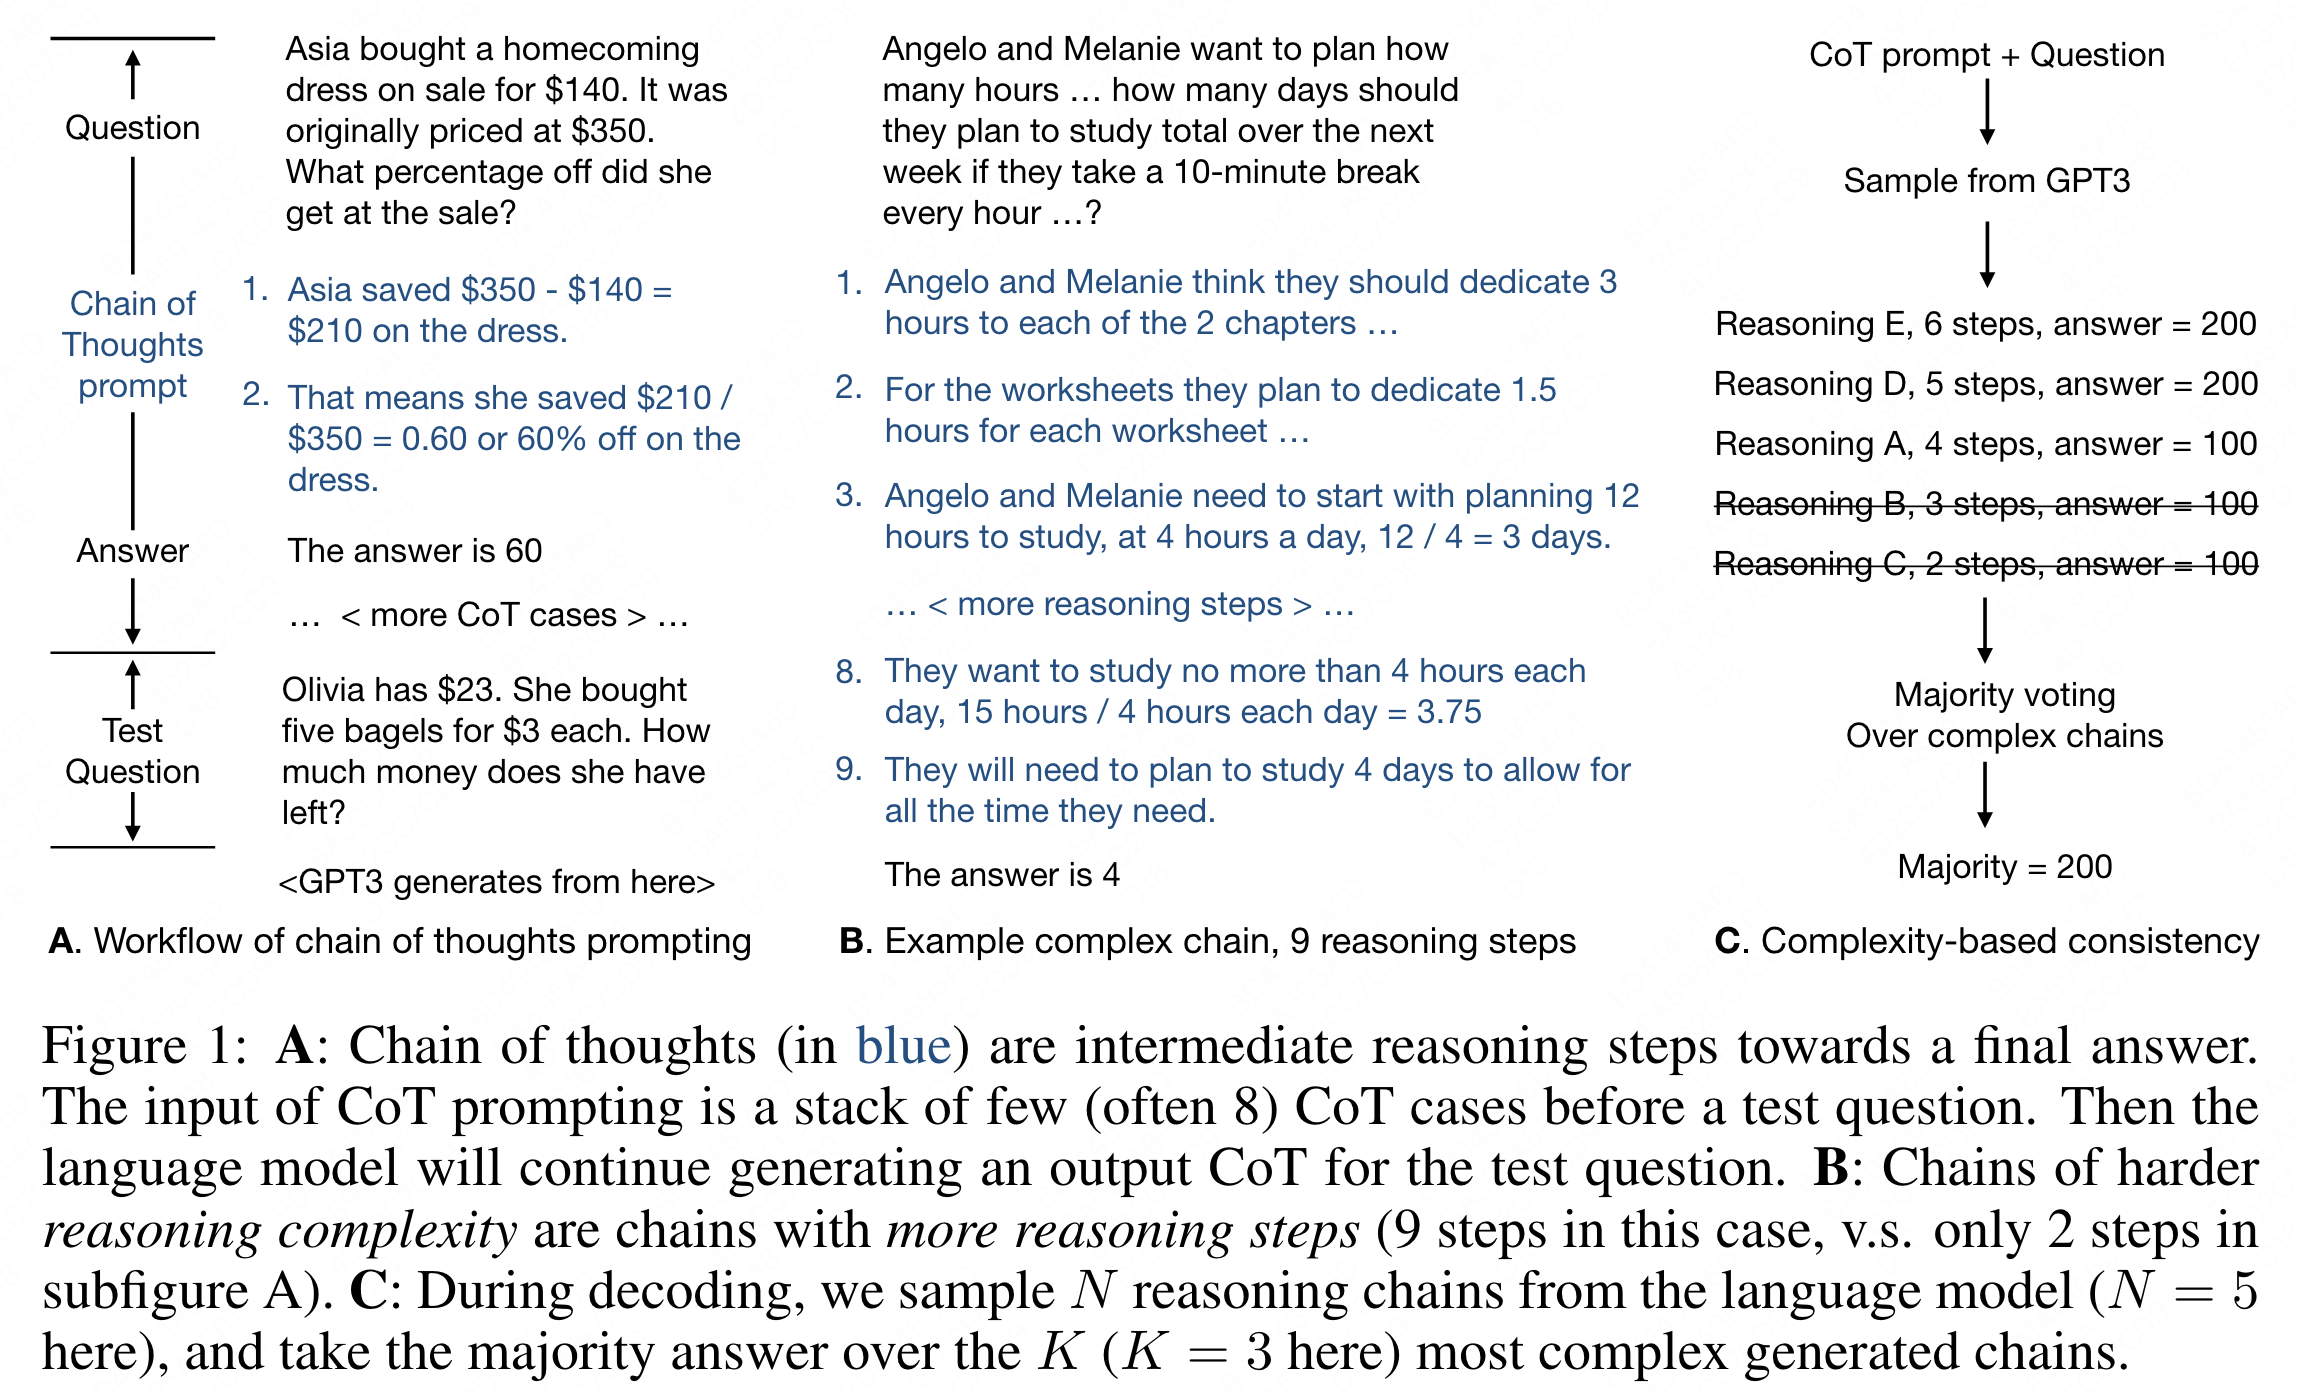 Question
Chain of
Thoughts
prompt
Answer
Test
Question
Asia bought a homecoming
dress on sale for $140. It was
originally priced at $350.
What percentage off did she
get at the sale?
1. Asia saved $350 - $140 =
$210 on the dress.
2. That means she saved $210 /
$350 = 0.60 or 60% off on the
dress.
The answer is 60
... < more CoT cases > ...
Olivia has $23. She bought
five bagels for $3 each. How
much money does she have
left?
<GPT3 generates from here>
A. Workflow of chain of thoughts prompting
Angelo and Melanie want to plan how
many hours ... how many days should
they plan to study total over the next
week if they take a 10-minute break
every hour ...?
1. Angelo and Melanie think they should dedicate 3
hours to each of the 2 chapters ...
2. For the worksheets they plan to dedicate 1.5
hours for each worksheet ...
3. Angelo and Melanie need to start with planning 12
hours to study, at 4 hours a day, 12 / 4 = 3 days.
... < more reasoning steps > ...
8. They want to study no more than 4 hours each
day, 15 hours / 4 hours each day = 3.75
9. They will need to plan to study 4 days to allow for
all the time they need.
The answer is 4
B. Example complex chain, 9 reasoning steps
CoT prompt + Question
Sample from GPT3
Reasoning E, 6 steps, answer = 200
Reasoning D, 5 steps, answer = 200
Reasoning A, 4 steps, answer = 100
Reasoning B, 3 steps, answer = 100
Reasoning C, 2 steps, answer = 100
Majority voting
Over complex chains
Majority = 200
C. Complexity-based consistency
Figure 1: A: Chain of thoughts (in blue) are intermediate reasoning steps towards a final answer.
The input of CoT prompting is a stack of few (often 8) CoT cases before a test question. Then the
language model will continue generating an output CoT for the test question. B: Chains of harder
reasoning complexity are chains with more reasoning steps (9 steps in this case, v.s. only 2 steps in
subfigure A). C: During decoding, we sample N reasoning chains from the language model (N = 5
here), and take the majority answer over the K (K = 3 here) most complex generated chains.